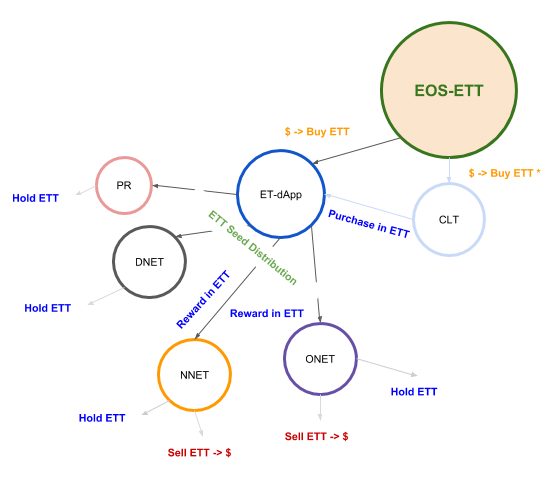 EOS-ETT
$ -> Buy ETT
$ -> Buy ETT *
PR
ET-dApp
Hold ETT
CLT
Purchase in ETT
ETT Seed Distribution
DNET
Reward in ETT
Hold ETT
Reward in ETT
ONET
NNET
Hold ETT
Hold ETT
Sell ETT -> $
Sell ETT -> $